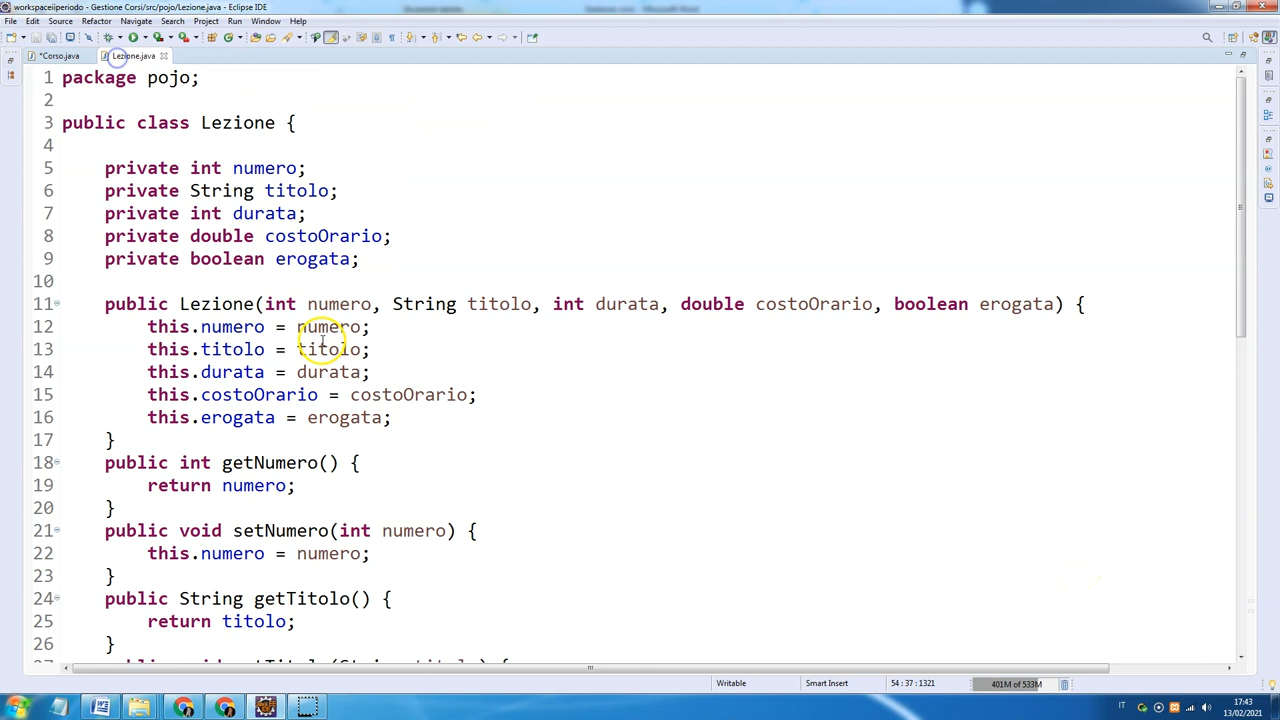 workspaceiiperiodo - Gestione Corsi/src/pojo/Lezione.java - Eclipse IDE
File Edit Source Refactor Navigate Search Project Run Window Help
*Corso.java Lezione.java
1 package pojo;
2
3 public class Lezione {
4
5 private int numero;
6 private String titolo;
7 private int durata;
8 private double costoOrario;
9 private boolean erogata;
10
11 public Lezione(int numero, String titolo, int durata, double costoOrario, boolean erogata) {
12 this.numero = numero;
13 this.titolo = titolo;
14 this.durata = durata;
15 this.costoOrario = costoOrario;
16 this.erogata = erogata;
17 }
18 public int getNumero() {
19 return numero;
20 }
21 public void setNumero(int numero) {
22 this.numero = numero;
23 }
24 public String getTitolo() {
25 return titolo;
26 }
Writable Smart Insert 54 : 37 : 1321 401M of 533M
IT 17:43
13/02/2021